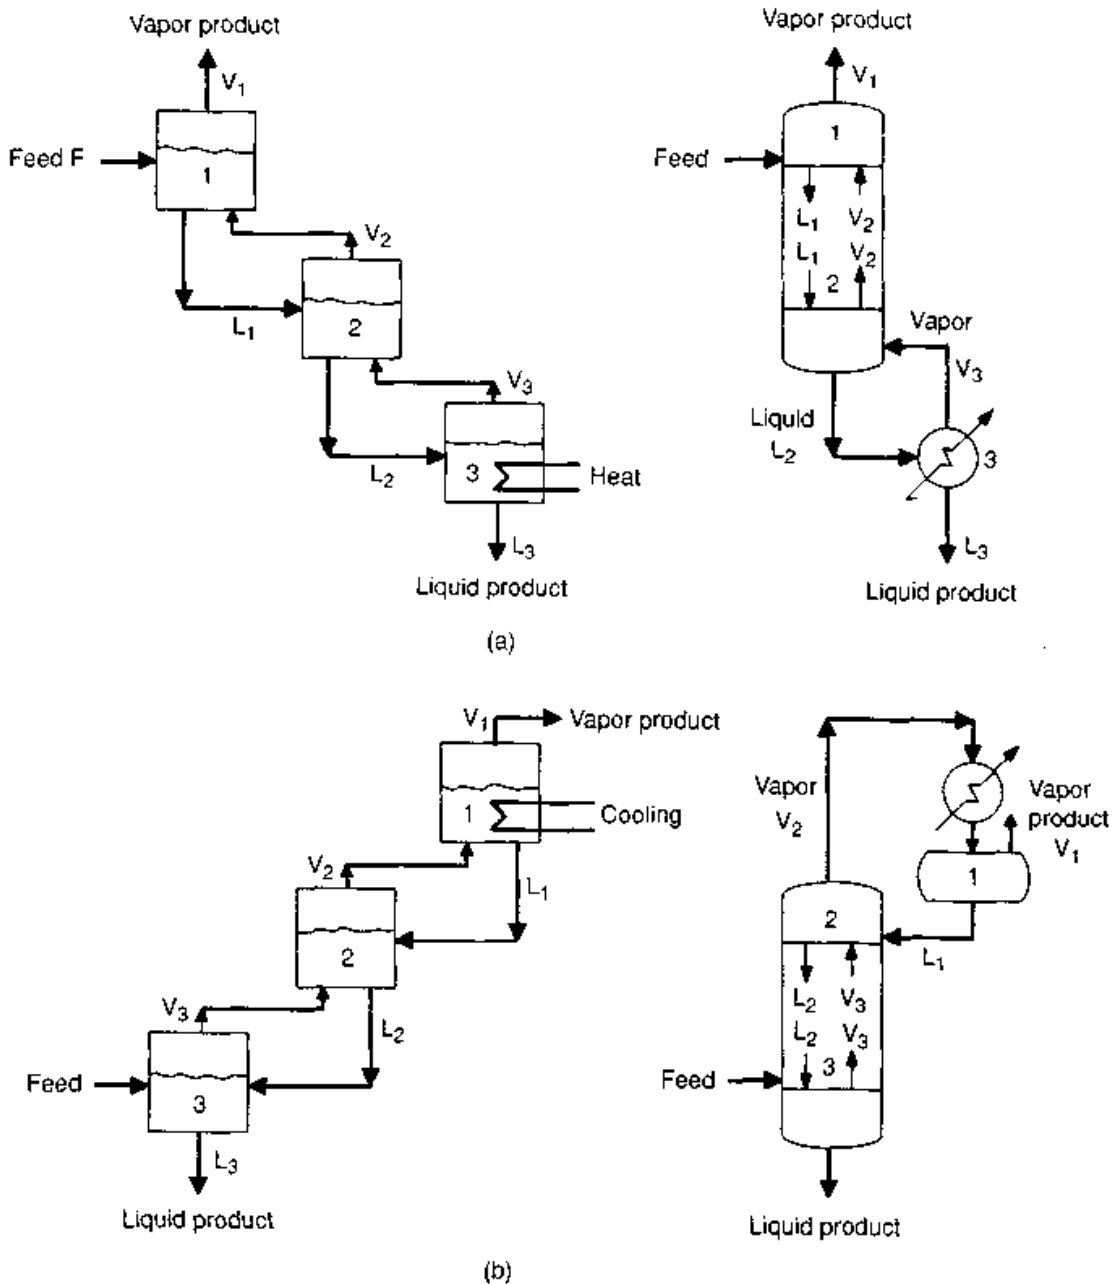 Vapor product
V1
Feed F
1
V2
L1
2
V3
L2
3
Heat
L3
Liquid product
Vapor product
V1
1
Feed
L1
V2
L1
V2
2
Vapor
V3
Liquid
L2
3
L3
Liquid product
(a)
V1
Vapor product
1
Cooling
V2
L1
2
V3
L2
Feed
3
L3
Liquid product
Vapor
V2
Vapor
product
V1
1
2
L1
L2
V3
L2
V3
Feed
3
Liquid product
(b)